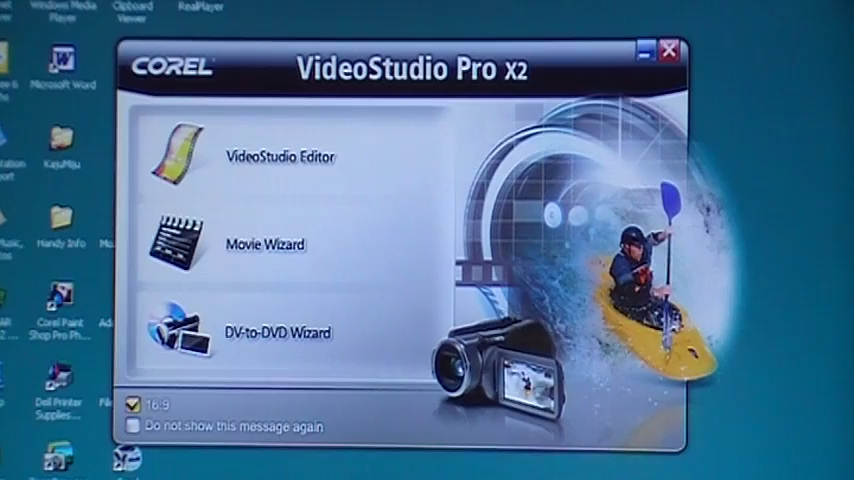 Windows Media
Player
Clipboard
Viewer
RealPlayer
COREL
VideoStudio Pro X2
Microsoft Word
VideoStudio Editor
KajuMiju
Handy Info
Movie Wizard
Corel Paint
Shop Pro Ph...
DV-to-DVD Wizard
Dell Printer
Supplies...
16:9
Do not show this message again